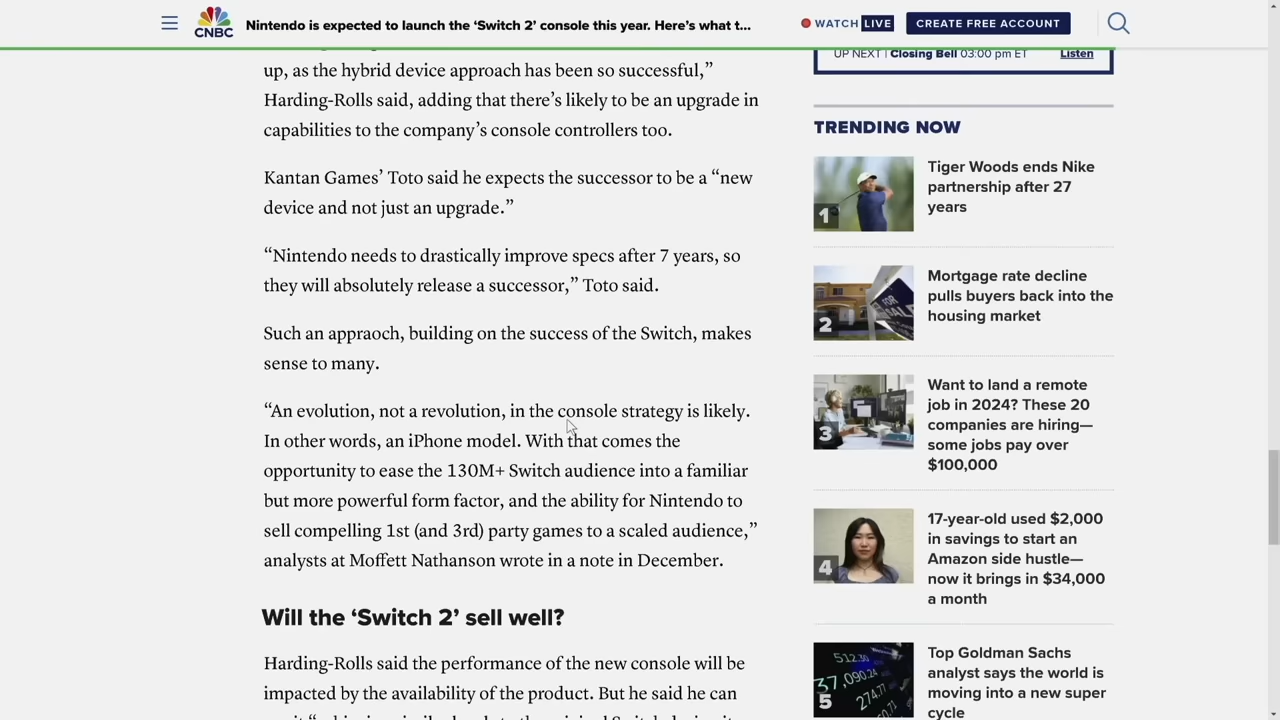 CNBC
Nintendo is expected to launch the ‘Switch 2’ console this year. Here’s what t...
WATCH LIVE
CREATE FREE ACCOUNT
up, as the hybrid device approach has been so successful,”
Harding-Rolls said, adding that there’s likely to be an upgrade in
capabilities to the company’s console controllers too.
Kantan Games’ Toto said he expects the successor to be a “new
device and not just an upgrade.”
“Nintendo needs to drastically improve specs after 7 years, so
they will absolutely release a successor,” Toto said.
Such an appraoch, building on the success of the Switch, makes
sense to many.
“An evolution, not a revolution, in the console strategy is likely.
In other words, an iPhone model. With that comes the
opportunity to ease the 130M+ Switch audience into a familiar
but more powerful form factor, and the ability for Nintendo to
sell compelling 1st (and 3rd) party games to a scaled audience,”
analysts at Moffett Nathanson wrote in a note in December.
Will the ‘Switch 2’ sell well?
Harding-Rolls said the performance of the new console will be
impacted by the availability of the product. But he said he can
UP NEXT | Closing Bell 03:00 pm ET
Listen
TRENDING NOW
1
Tiger Woods ends Nike
partnership after 27
years
2
Mortgage rate decline
pulls buyers back into the
housing market
3
Want to land a remote
job in 2024? These 20
companies are hiring—
some jobs pay over
$100,000
4
17-year-old used $2,000
in savings to start an
Amazon side hustle—
now it brings in $34,000
a month
5
512.30
37,090.24
274.77
Top Goldman Sachs
analyst says the world is
moving into a new super
cycle